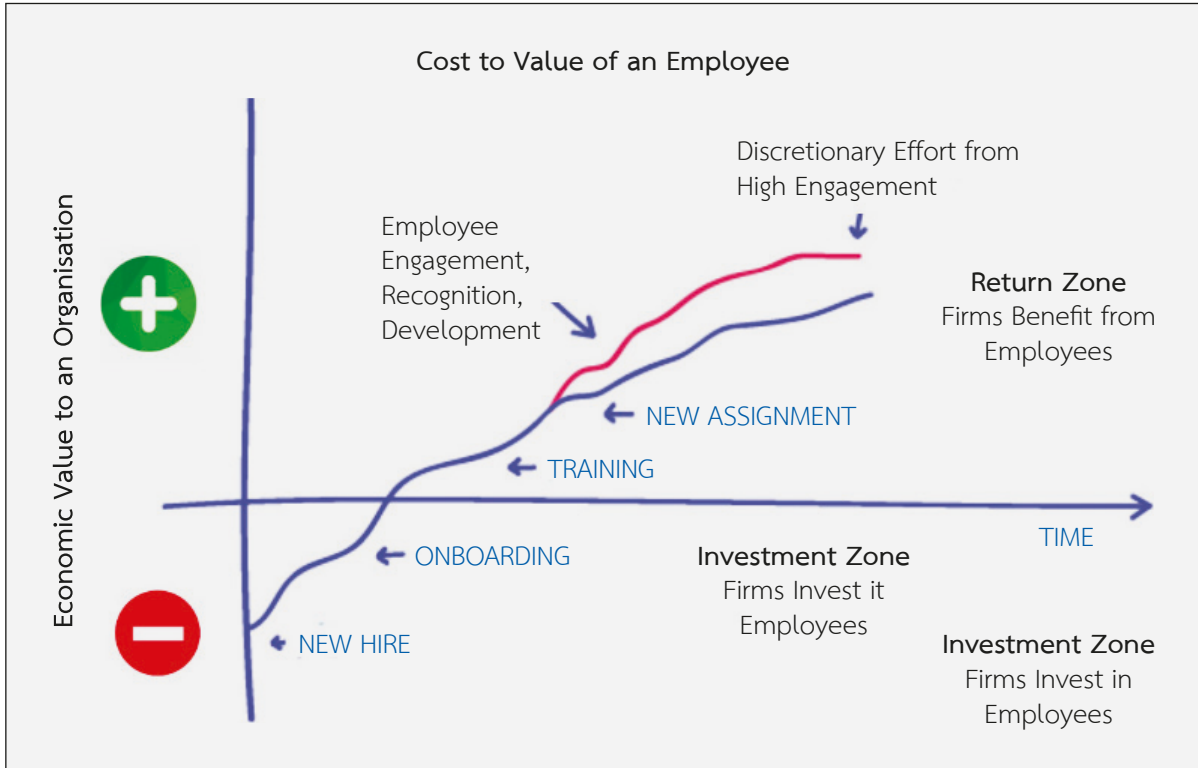 Cost to Value of an Employee
Economic Value to an Organisation
Discretionary Effort from
High Engagement
Employee
Engagement,
Recognition,
Development
Return Zone
Firms Benefit from
Employees
NEW ASSIGNMENT
TRAINING
TIME
ONBOARDING
Investment Zone
Firms Invest it
Employees
NEW HIRE
Investment Zone
Firms Invest in
Employees